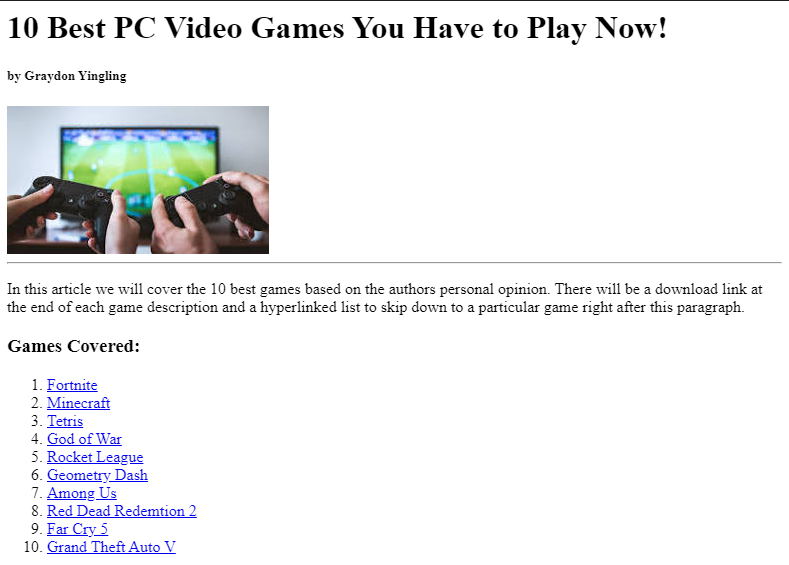 10 Best PC Video Games You Have to Play Now!
by Graydon Yingling
In this article we will cover the 10 best games based on the authors personal opinion. There will be a download link at
the end of each game description and a hyperlinked list to skip down to a particular game right after this paragraph.
Games Covered:
1. Fortnite
2. Minecraft
3. Tetris
4. God of War
5. Rocket League
6. Geometry Dash
7. Among Us
8. Red Dead Redemtion 2
9. Far Cry 5
10. Grand Theft Auto V